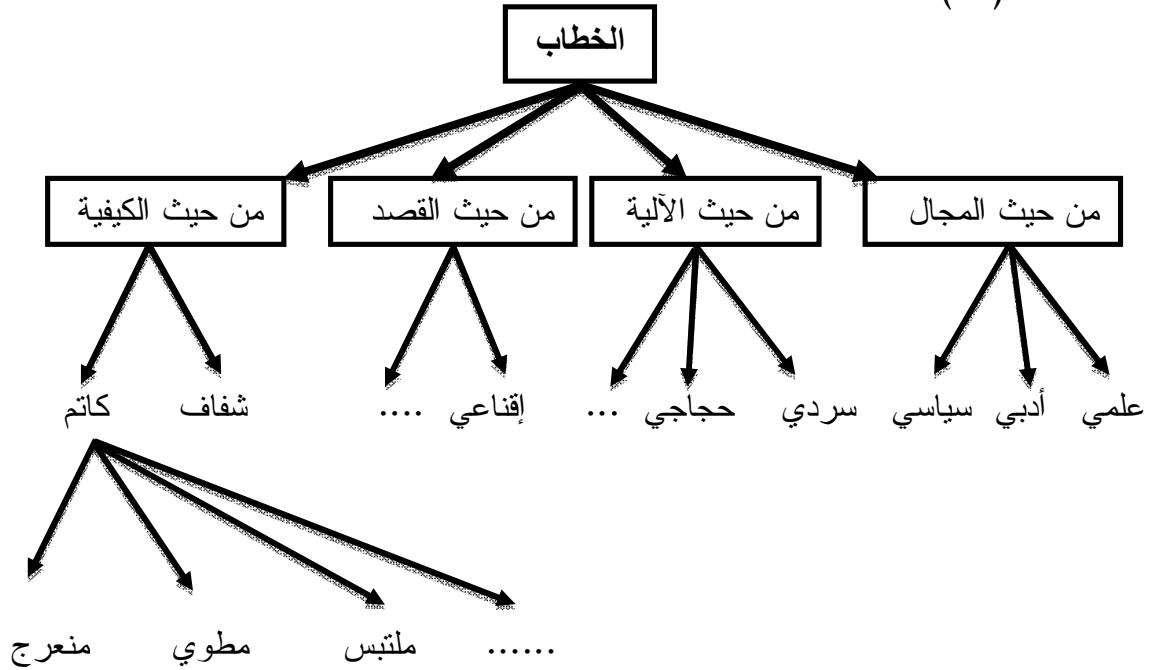 الخطاب
من حيث المجال من حيث الآلية من حيث القصد من حيث الكيفية
علمي أدبي سياسي سردي حجاجي ... إقناعي .... شفاف كاتم
...... ملتبس مطوي منعرج